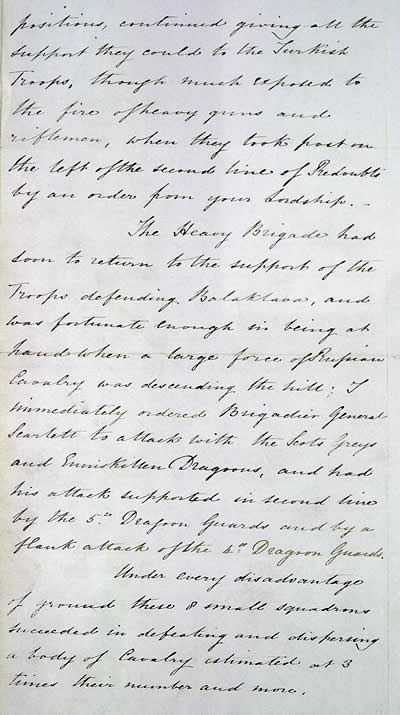 positions, continued giving all the
support they could to the Turkish
Troops, though much exposed to
the fire of heavy guns and
riflemen, when they took post on
the left of the second line of Redoubts
by an order from your Lordship. –
The Heavy Brigade had
soon to return to the support of the
Troops defending Balaklava, and
was fortunate enough in being at
hand when a large force of Russian
Cavalry was descending the hill; I
immediately ordered Brigadier General
Scarlett to attack with the Scots Greys
and Enniskillen Dragoons, and had
his attack supported in second line
by the 5th Dragoon Guards and by a
flank attack of the 4th Dragoon Guards.
Under every disadvantage
of ground these 8 small squadrons
succeeded in defeating and dispersing
a body of Cavalry estimated at 3
times their number and more.